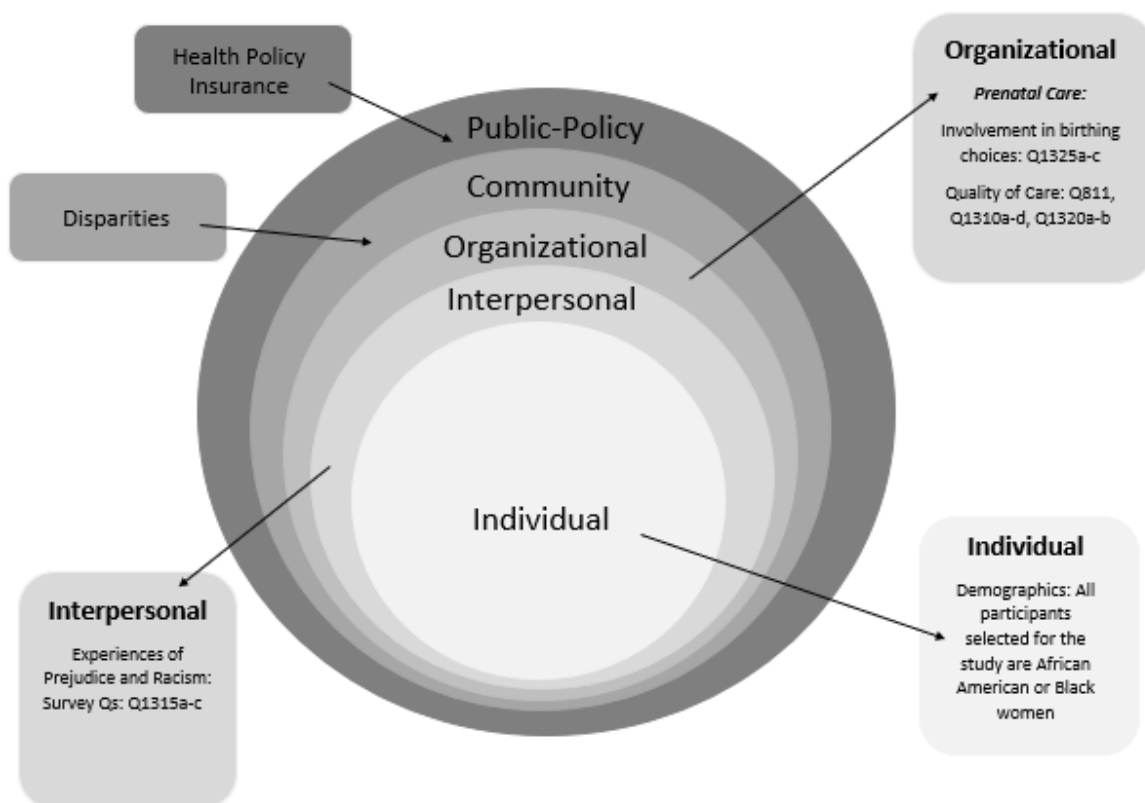 Health Policy
Insurance
Disparities
Public-Policy
Community
Organizational
Interpersonal
Individual
Organizational
Prenatal Care:
Involvement in birthing
choices: Q1325a-c
Quality of Care: Q811,
Q1310a-d, Q1320a-b
Interpersonal
Experiences of
Prejudice and Racism:
Survey Qs: Q1315a-c
Individual
Demographics: All
participants
selected for the
study are African
American or Black
women